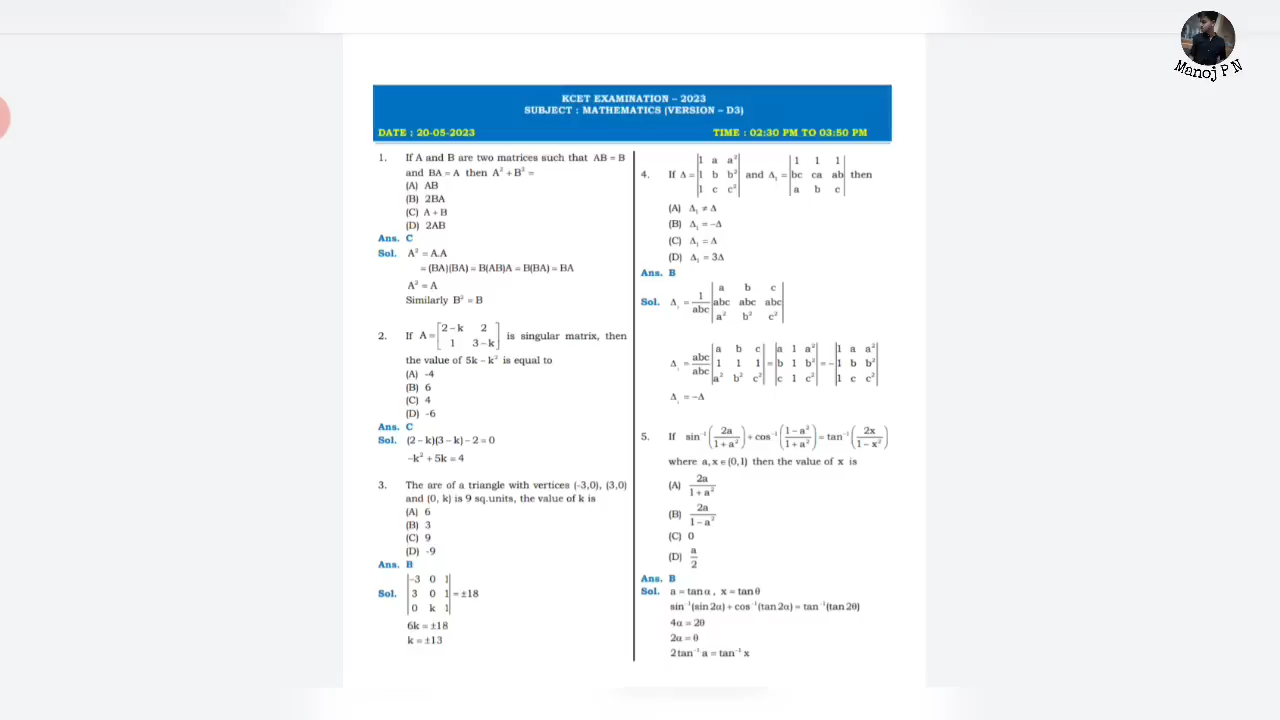 Manoj P N
KCET EXAMINATION – 2023
SUBJECT : MATHEMATICS (VERSION – D3)
DATE : 20-05-2023 TIME : 02:30 PM TO 03:50 PM
1. If A and B are two matrices such that AB = B
and BA = A then A² + B² =
(A) AB
(B) 2BA
(C) A + B
(D) 2AB
Ans. C
Sol. A² = A.A
= (BA)(BA) = B(AB)A = B(BA) = BA
A² = A
Similarly B² = B
2. If A = [2 – k 2; 1 3 – k] is singular matrix, then
the value of 5k – k² is equal to
(A) -4
(B) 6
(C) 4
(D) -6
Ans. C
Sol. (2 – k)(3 – k) – 2 = 0
–k² + 5k = 4
3. The are of a triangle with vertices (-3,0), (3,0)
and (0, k) is 9 sq.units, the value of k is
(A) 6
(B) 3
(C) 9
(D) -9
Ans. B
Sol. |–3 0 1; 3 0 1; 0 k 1| = ±18
6k = ±18
k = ±13
4. If Δ = |1 a a²; 1 b b²; 1 c c²| and Δ₁ = |1 1 1; bc ca ab; a b c| then
(A) Δ₁ ≠ Δ
(B) Δ₁ = –Δ
(C) Δ₁ = Δ
(D) Δ₁ = 3Δ
Ans. B
Sol. Δ₁ = 1/abc |a b c; abc abc abc; a² b² c²|
Δ₁ = abc/abc |a b c; 1 1 1; a² b² c²| = |a 1 a²; b 1 b²; c 1 c²| = –|1 a a²; 1 b b²; 1 c c²|
Δ₁ = –Δ
5. If sin⁻¹(2a/1 + a²) + cos⁻¹(1 – a²/1 + a²) = tan⁻¹(2x/1 – x²)
where a, x ∈ (0,1) then the value of x is
(A) 2a/1 + a²
(B) 2a/1 – a²
(C) 0
(D) a/2
Ans. B
Sol. a = tan α, x = tan θ
sin⁻¹(sin 2α) + cos⁻¹(tan 2α) = tan⁻¹(tan 2θ)
4α = 2θ
2α = θ
2 tan⁻¹ a = tan⁻¹ x